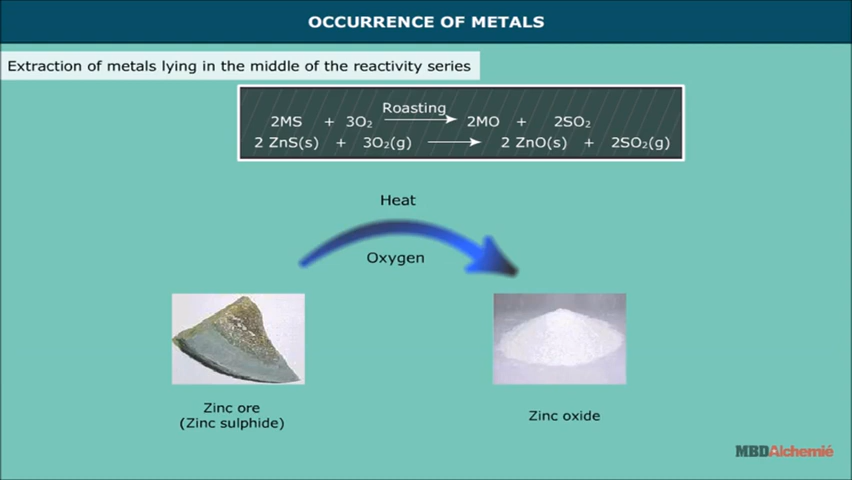 OCCURRENCE OF METALS
Extraction of metals lying in the middle of the reactivity series
Roasting
2MS + 3O₂ → 2MO + 2SO₂
2 ZnS(s) + 3O₂(g) → 2 ZnO(s) + 2SO₂(g)
Heat
Oxygen
Zinc ore
(Zinc sulphide)
Zinc oxide
MBDAlchemié